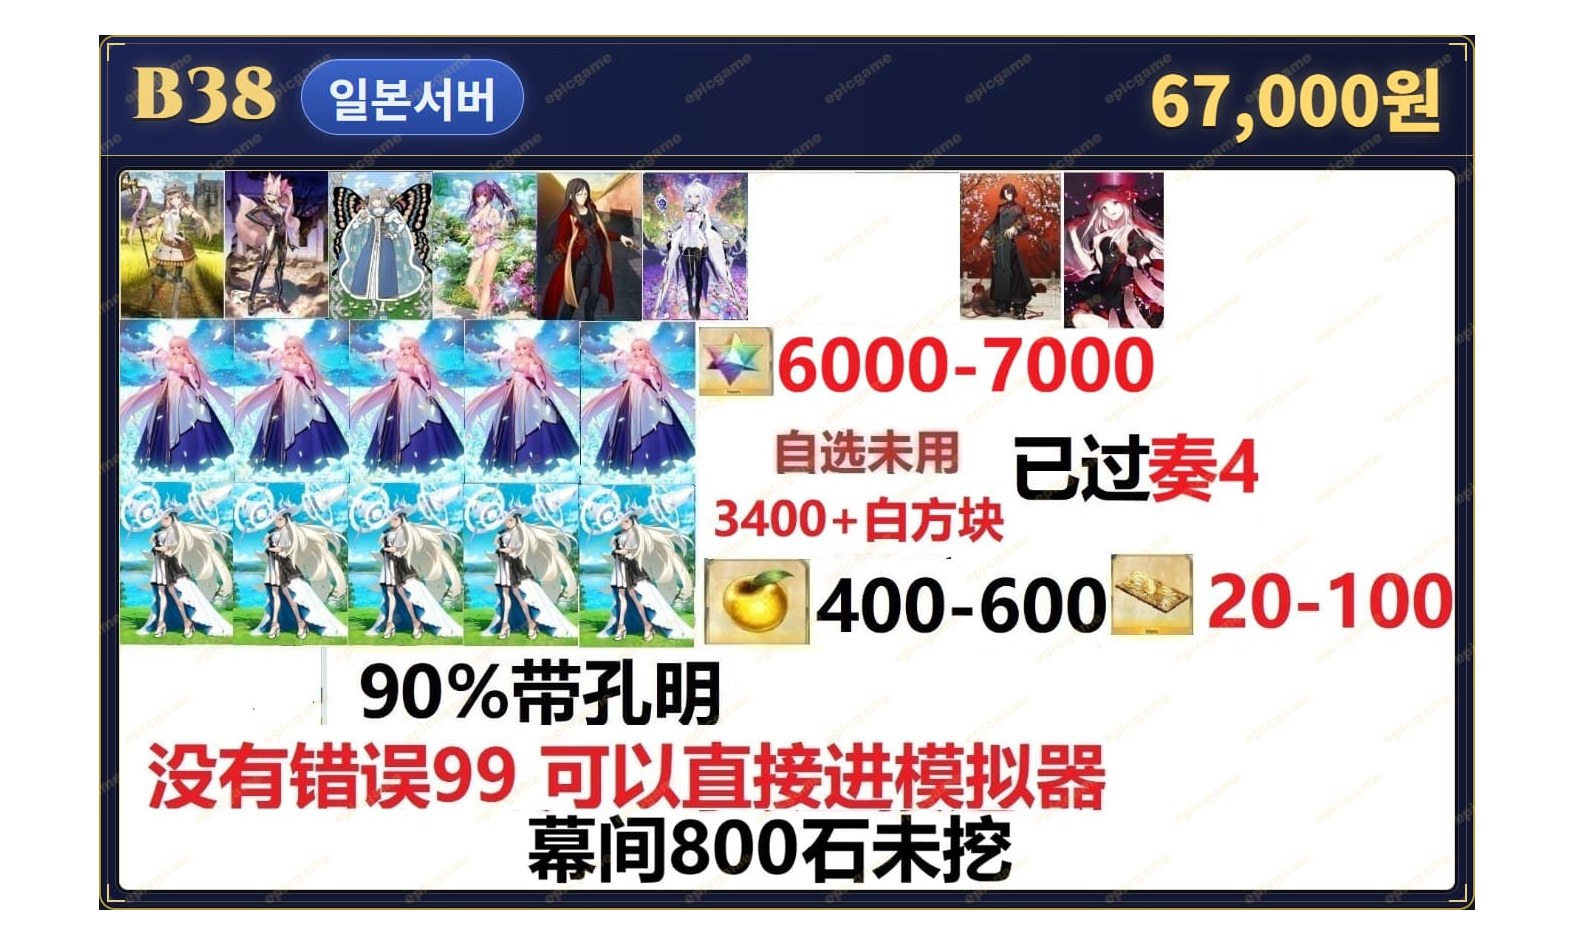 B38 일본서버 67,000원
6000-7000
自选未用
已过奏4
3400+白方块
400-600
20-100
90%带孔明
没有错误99 可以直接进模拟器
幕间800石未挖
epicgame